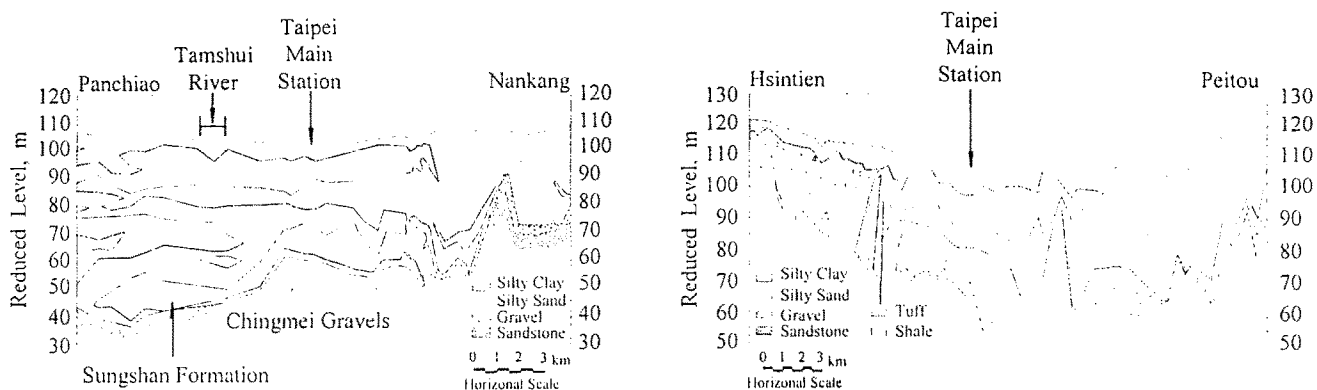 Panchiao
Tamshui
River
Taipei
Main
Station
Nankang
Reduced Level, m
120
110
100
90
80
70
60
50
40
30
120
110
100
90
80
70
60
50
40
30
Chingmei Gravels
Sungshan Formation
Silty Clay
Silty Sand
Gravel
Sandstone
0 1 2 3 km
Horizonal Scale
Hsintien
Taipei
Main
Station
Peitou
Reduced Level, m
130
120
110
100
90
80
70
60
50
130
120
110
100
90
80
70
60
50
Silty Clay
Silty Sand
Gravel
Sandstone
Tuff
Shale
0 1 2 3 km
Horizonal Scale